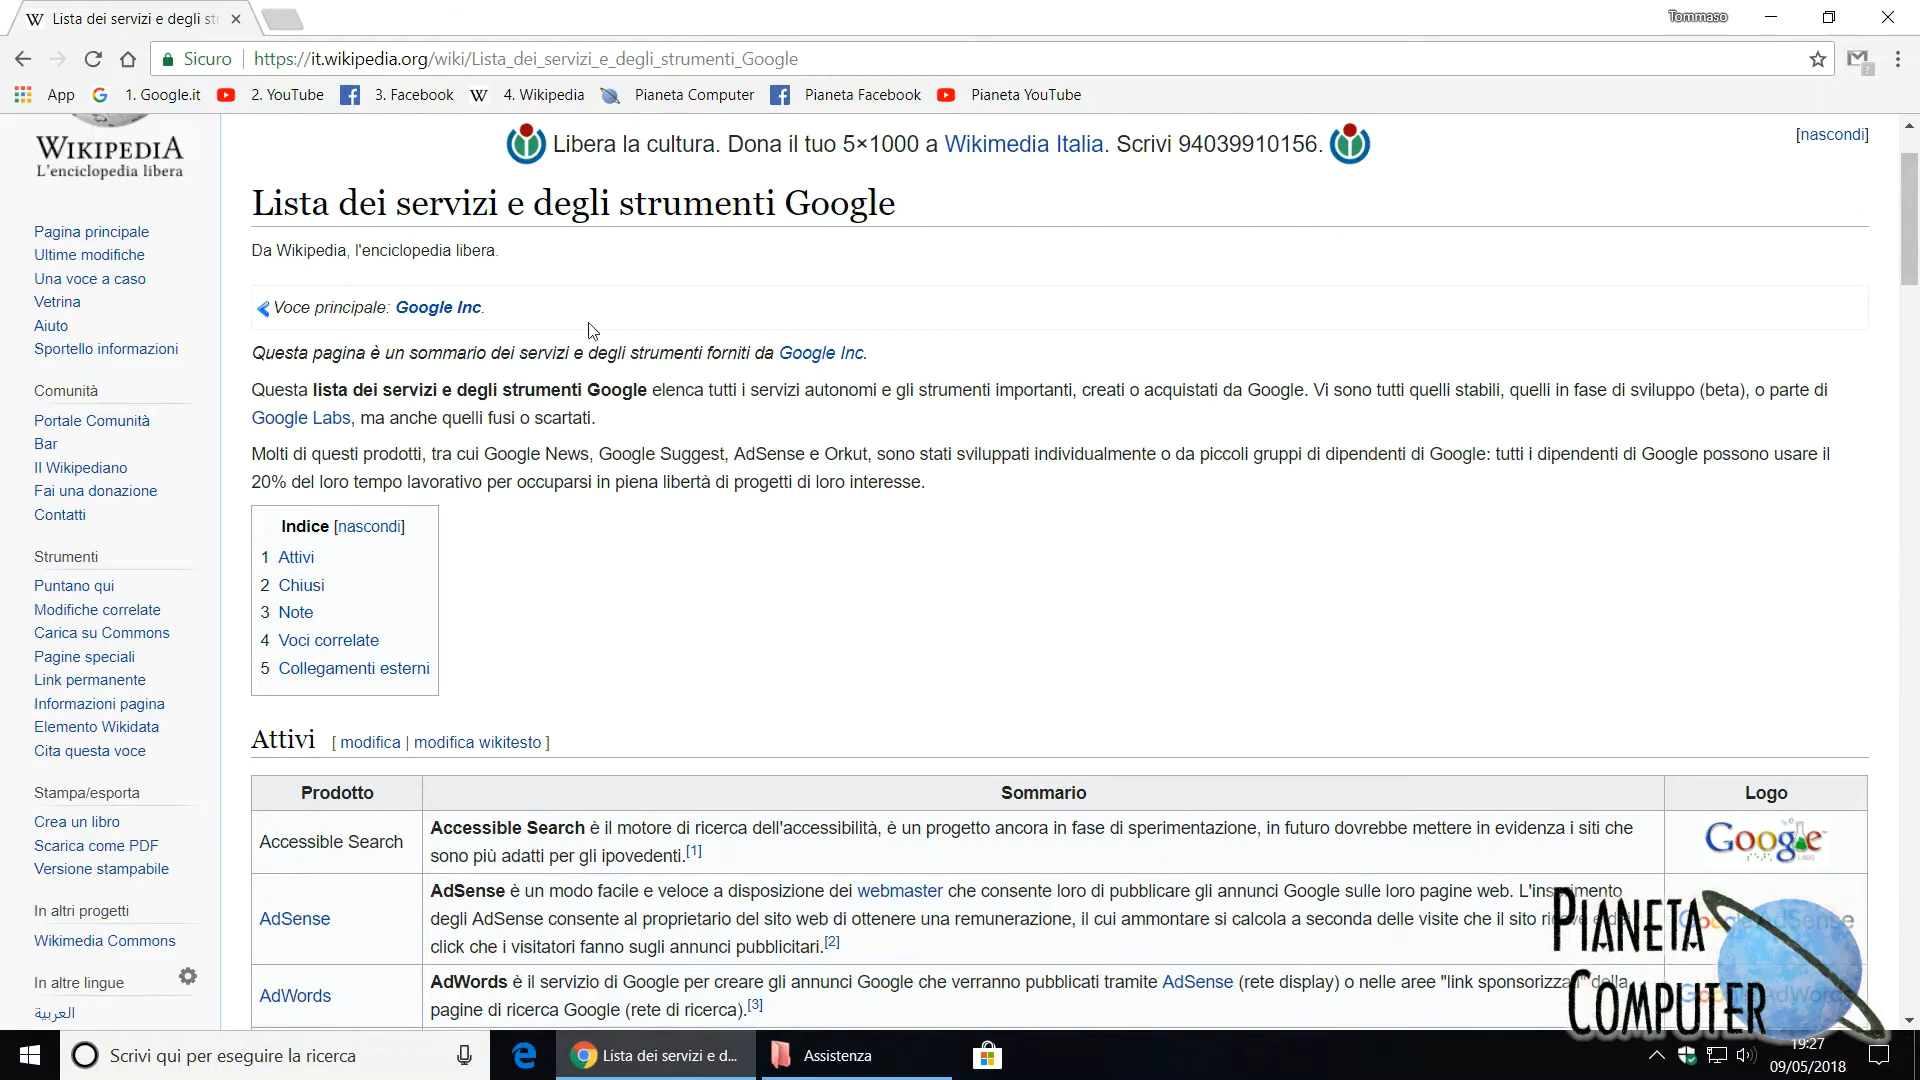 Lista dei servizi e degli str
Tommaso
Sicuro
https://it.wikipedia.org/wiki/Lista_dei_servizi_e_degli_strumenti_Google
App 1. Google.it 2. YouTube 3. Facebook 4. Wikipedia Pianeta Computer Pianeta Facebook Pianeta YouTube
WIKIPEDIA
L'enciclopedia libera
Pagina principale
Ultime modifiche
Una voce a caso
Vetrina
Aiuto
Sportello informazioni
Comunità
Portale Comunità
Bar
Il Wikipediano
Fai una donazione
Contatti
Strumenti
Puntano qui
Modifiche correlate
Carica su Commons
Pagine speciali
Link permanente
Informazioni pagina
Elemento Wikidata
Cita questa voce
Stampa/esporta
Crea un libro
Scarica come PDF
Versione stampabile
In altri progetti
Wikimedia Commons
In altre lingue
العربية
Libera la cultura. Dona il tuo 5×1000 a Wikimedia Italia. Scrivi 94039910156.
[nascondi]
Lista dei servizi e degli strumenti Google
Da Wikipedia, l'enciclopedia libera.
Voce principale: Google Inc.
Questa pagina è un sommario dei servizi e degli strumenti forniti da Google Inc.
Questa lista dei servizi e degli strumenti Google elenca tutti i servizi autonomi e gli strumenti importanti, creati o acquistati da Google. Vi sono tutti quelli stabili, quelli in fase di sviluppo (beta), o parte di
Google Labs, ma anche quelli fusi o scartati.
Molti di questi prodotti, tra cui Google News, Google Suggest, AdSense e Orkut, sono stati sviluppati individualmente o da piccoli gruppi di dipendenti di Google: tutti i dipendenti di Google possono usare il
20% del loro tempo lavorativo per occuparsi in piena libertà di progetti di loro interesse.
Indice [nascondi]
1 Attivi
2 Chiusi
3 Note
4 Voci correlate
5 Collegamenti esterni
Attivi [ modifica | modifica wikitesto ]
Prodotto Sommario Logo
Accessible Search
Accessible Search è il motore di ricerca dell'accessibilità, è un progetto ancora in fase di sperimentazione, in futuro dovrebbe mettere in evidenza i siti che
sono più adatti per gli ipovedenti.[1]
Google
LABS
AdSense
AdSense è un modo facile e veloce a disposizione dei webmaster che consente loro di pubblicare gli annunci Google sulle loro pagine web. L'inserimento
degli AdSense consente al proprietario del sito web di ottenere una remunerazione, il cui ammontare si calcola a seconda delle visite che il sito
click che i visitatori fanno sugli annunci pubblicitari.[2]
Google AdSense
AdWords
AdWords è il servizio di Google per creare gli annunci Google che verranno pubblicati tramite AdSense (rete display) o nelle aree "link sponsorizzati" della
pagine di ricerca Google (rete di ricerca).[3]
Google AdWords
PIANETA
COMPUTER
Scrivi qui per eseguire la ricerca
Lista dei servizi e d...
Assistenza
19:27
09/05/2018